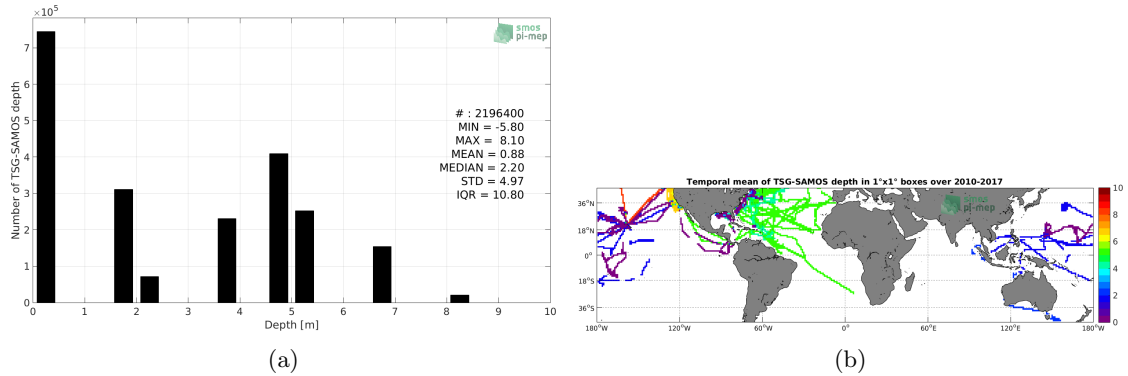 ×10⁵
7
6
5
4
3
2
1
0
Number of TSG-SAMOS depth
smos
pi-mep
# : 2196400
MIN = -5.80
MAX = 8.10
MEAN = 0.88
MEDIAN = 2.20
STD = 4.97
IQR = 10.80
0 1 2 3 4 5 6 7 8 9 10
Depth [m]
(a)
Temporal mean of TSG-SAMOS depth in 1°x1° boxes over 2010-2017
smos
pi-mep
36°N
18°N
0°
18°S
36°S
180°W 120°W 60°W 0° 60°E 120°E 180°E
10
8
6
4
2
0
(b)